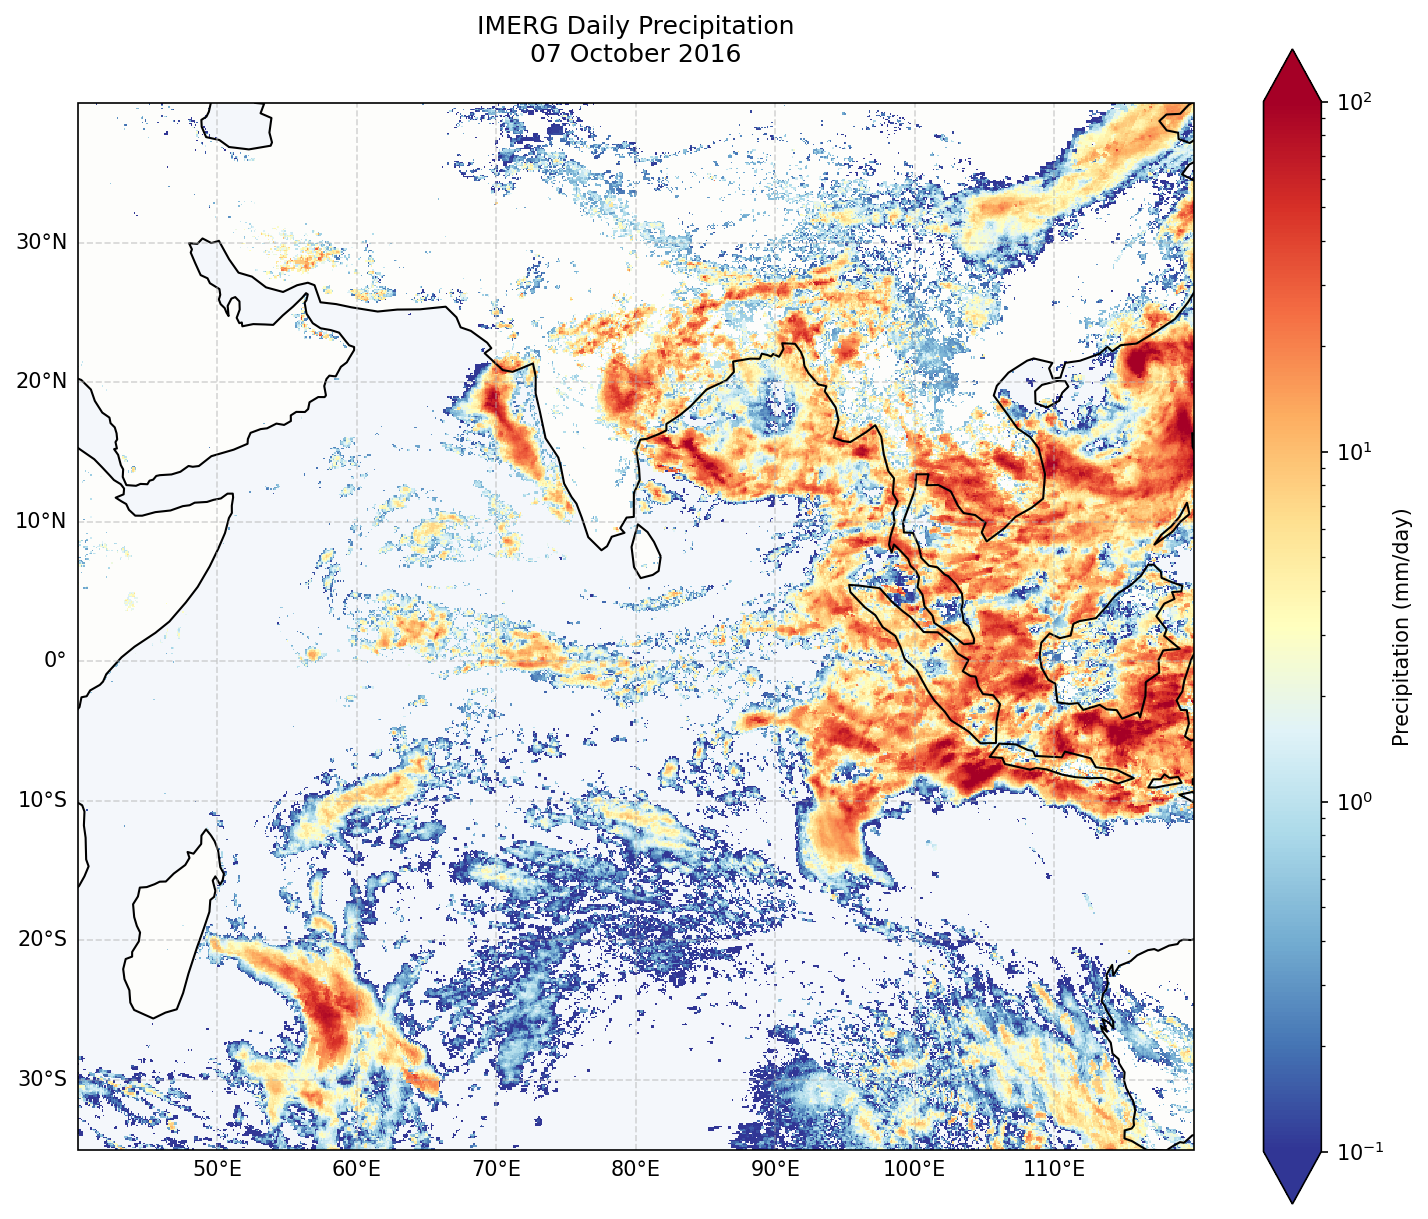 IMERG Daily Precipitation
07 October 2016
30°N
20°N
10°N
0°
10°S
20°S
30°S
50°E 60°E 70°E 80°E 90°E 100°E 110°E
10²
10¹
10⁰
10⁻¹
Precipitation (mm/day)